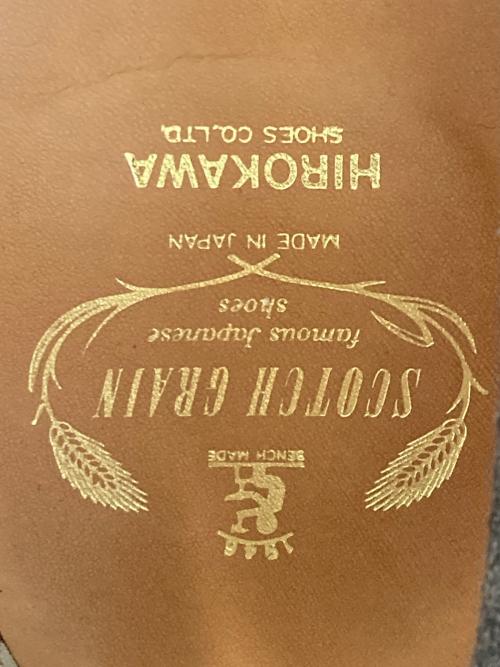 BENCH MADE
SCOTCH GRAIN
famous Japanese
shoes
MADE IN JAPAN
HIROKAWA
SHOES CO.,LTD.